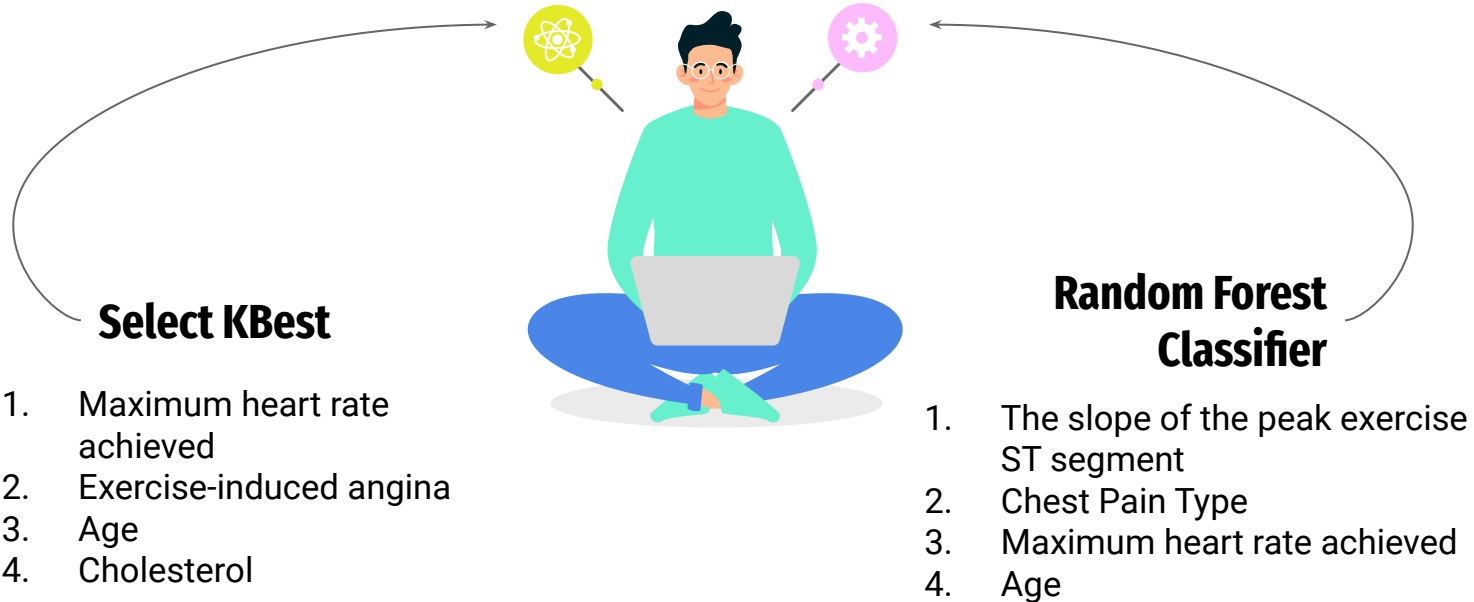 Select KBest
1. Maximum heart rate
achieved
2. Exercise-induced angina
3. Age
4. Cholesterol
Random Forest
Classifier
1. The slope of the peak exercise
ST segment
2. Chest Pain Type
3. Maximum heart rate achieved
4. Age